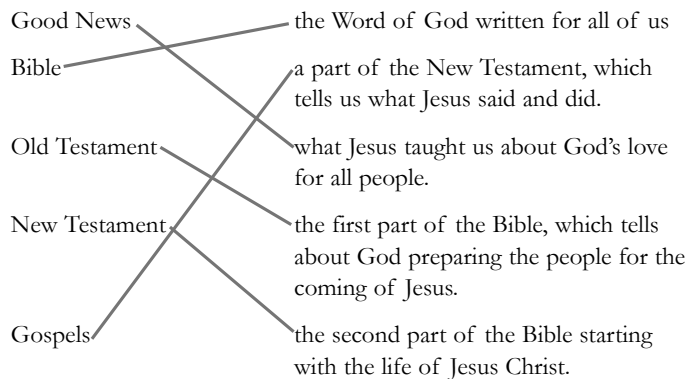 Good News
the Word of God written for all of us
Bible
a part of the New Testament, which
tells us what Jesus said and did.
Old Testament
what Jesus taught us about God’s love
for all people.
New Testament
the first part of the Bible, which tells
about God preparing the people for the
coming of Jesus.
Gospels
the second part of the Bible starting
with the life of Jesus Christ.